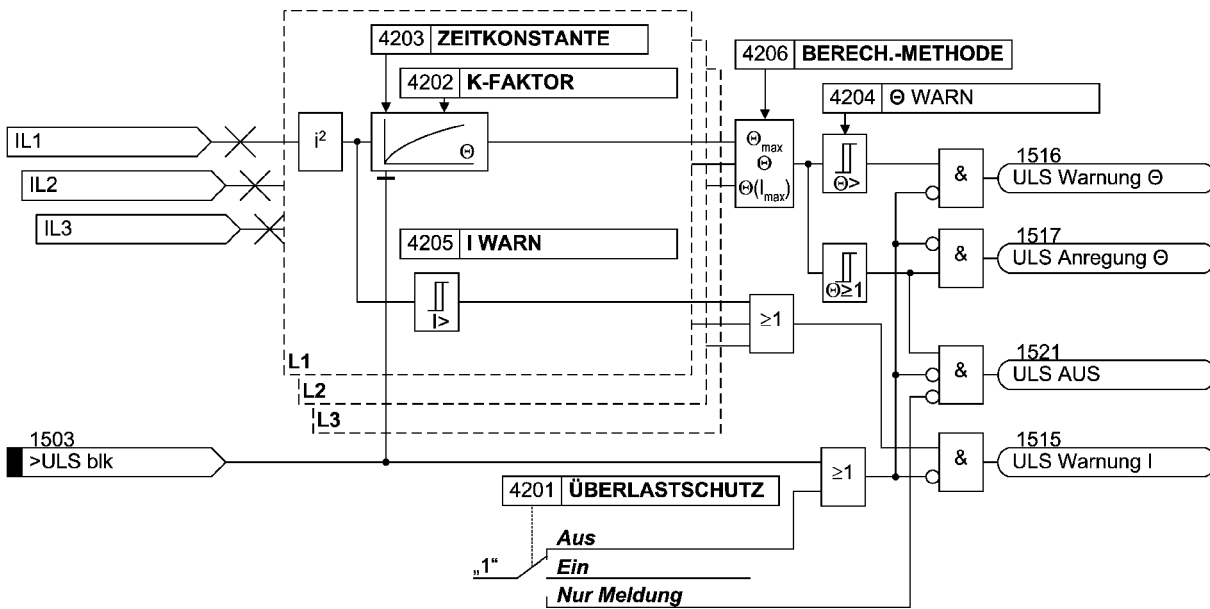 4203 ZEITKONSTANTE
4206 BERECH.-METHODE
4202 K-FAKTOR
4204 Θ WARN
IL1
i²
Θ
Θmax
Θ
Θ(Imax)
Θ>
&
1516
ULS Warnung Θ
IL2
IL3
4205 I WARN
I>
Θ≥1
&
1517
ULS Anregung Θ
≥1
L1
L2
L3
&
1521
ULS AUS
1503
>ULS blk
≥1
&
1515
ULS Warnung I
4201 ÜBERLASTSCHUTZ
„1“
Aus
Ein
Nur Meldung